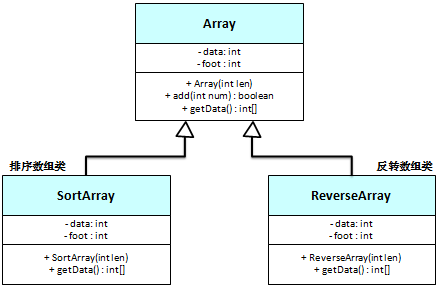 Array
- data: int
- foot : int
+ Array(int len)
+ add(int num) : boolean
+ getData() : int[]
排序数组类
反转数组类
SortArray
- data: int
- foot : int
+ SortArray(int len)
+ getData() : int[]
ReverseArray
- data: int
- foot : int
+ ReverseArray(int len)
+ getData() : int[]